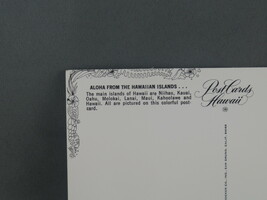 ALOHA FROM THE HAWAIIAN ISLANDS . . .
The main islands of Hawaii are Niihau, Kauai,
Oahu, Molokai, Lanai, Maui, Kahoolawe and
Hawaii. All are pictured on this colorful post-
card.
Post Cards
Hawaii